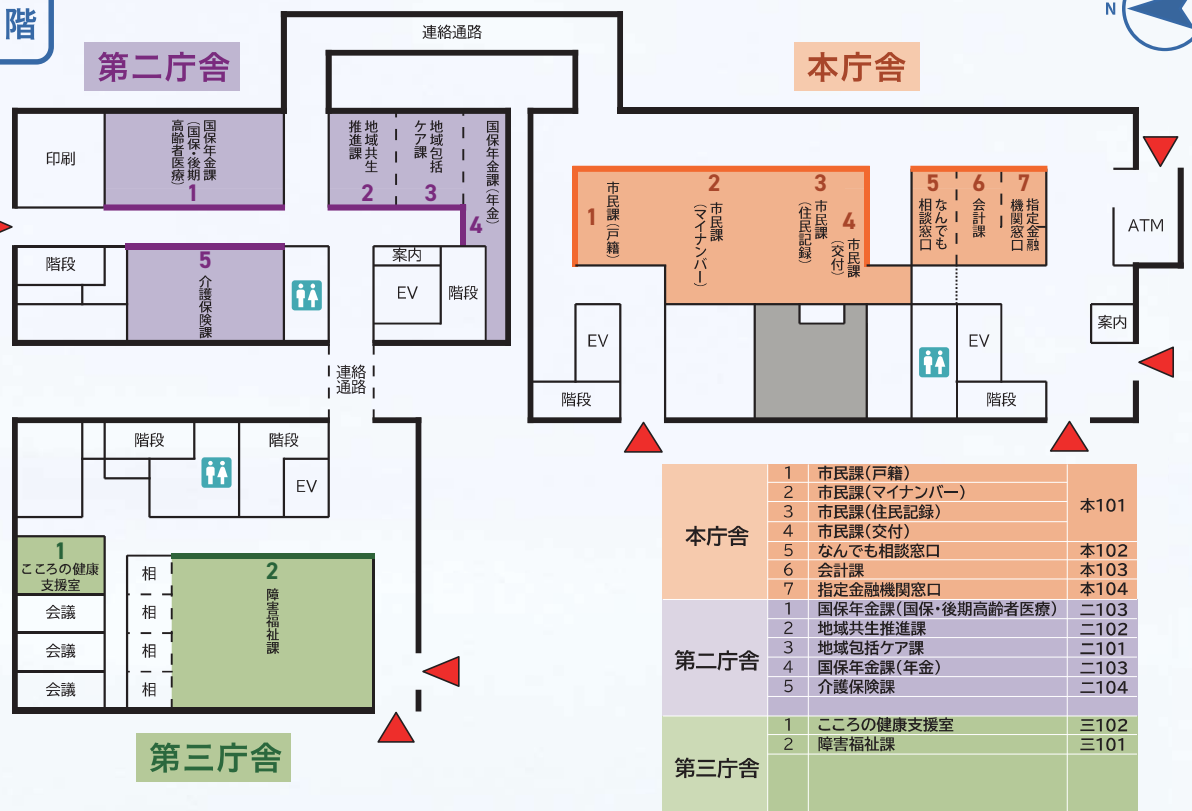 階
N
連絡通路
第二庁舎
本庁舎
印刷
国保年金課
(国保・後期
高齢者医療)
1
地域共生
推進課
2
地域包括
ケア課
3
国保年金課(年金)
4
階段
5
介護保険課
案内
EV
階段
連絡
通路
1
市民課(戸籍)
2
市民課
(マイナンバー)
3
市民課
(住民記録)
4
市民課
(交付)
5
なんでも
相談窓口
6
会計課
7
指定金融
機関窓口
ATM
案内
EV
階段
EV
階段
階段
階段
EV
1
こころの健康
支援室
会議
会議
会議
相
相
相
相
2
障害福祉課
第三庁舎
本庁舎
1 市民課(戸籍) 本101
2 市民課(マイナンバー)
3 市民課(住民記録)
4 市民課(交付)
5 なんでも相談窓口 本102
6 会計課 本103
7 指定金融機関窓口 本104
第二庁舎
1 国保年金課(国保・後期高齢者医療) 二103
2 地域共生推進課 二102
3 地域包括ケア課 二101
4 国保年金課(年金) 二103
5 介護保険課 二104
第三庁舎
1 こころの健康支援室 三102
2 障害福祉課 三101